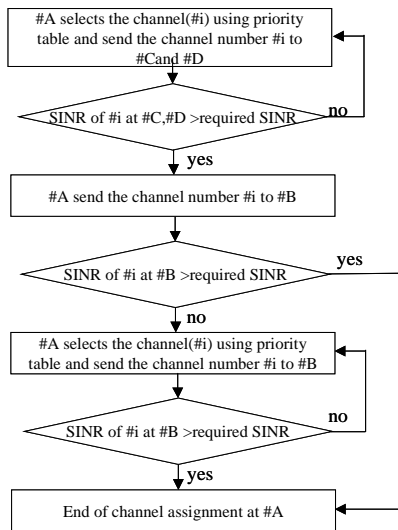 #A selects the channel(#i) using priority
table and send the channel number #i to
#Cand #D
SINR of #i at #C,#D >required SINR
no
yes
#A send the channel number #i to #B
SINR of #i at #B >required SINR
yes
no
#A selects the channel(#i) using priority
table and send the channel number #i to #B
no
SINR of #i at #B >required SINR
yes
End of channel assignment at #A